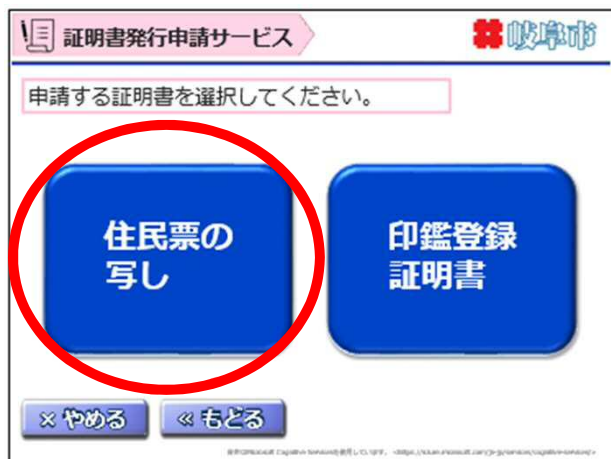 証明書発行申請サービス
岐阜市
申請する証明書を選択してください。
住民票の
写し
印鑑登録
証明書
× やめる
≪ もどる